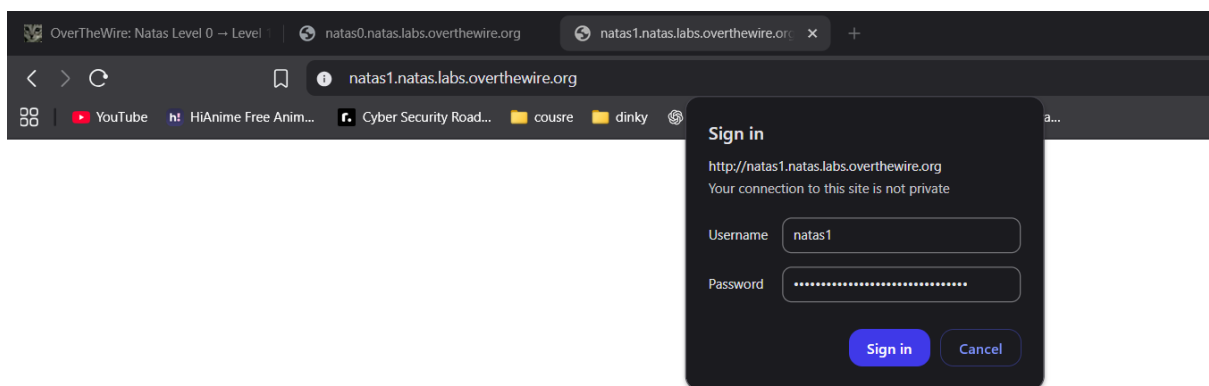 OverTheWire: Natas Level 0 → Level 1
natas0.natas.labs.overthewire.org
natas1.natas.labs.overthewire.org
natas1.natas.labs.overthewire.org
YouTube
h! HiAnime Free Anim...
r. Cyber Security Road...
cousre
dinky
a...
Sign in
http://natas1.natas.labs.overthewire.org
Your connection to this site is not private
Username natas1
Password ••••••••••••••••••••••••••••••••
Sign in Cancel